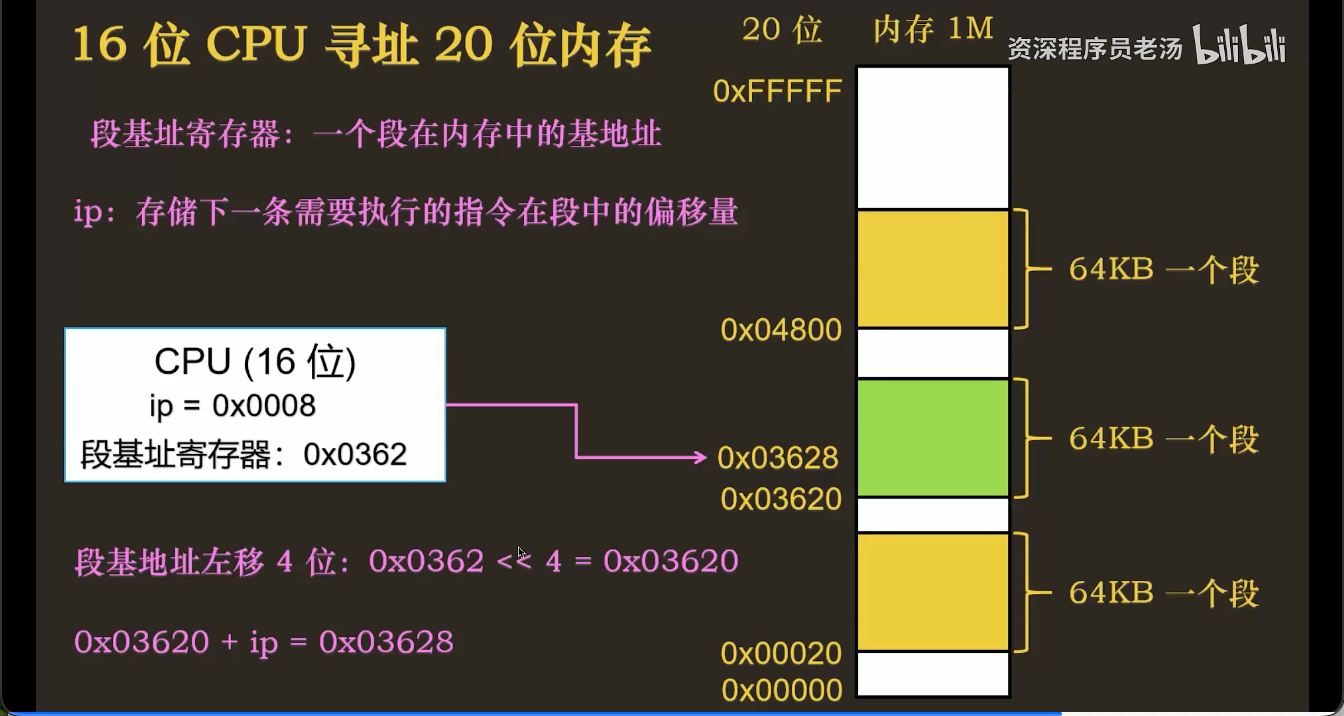 16 位 CPU 寻址 20 位内存
段基址寄存器：一个段在内存中的基地址
ip：存储下一条需要执行的指令在段中的偏移量
CPU (16 位)
ip = 0x0008
段基址寄存器：0x0362
段基地址左移 4 位：0x0362 << 4 = 0x03620
0x03620 + ip = 0x03628
20 位
内存 1M
资深程序员老汤 bilibili
0xFFFFF
64KB 一个段
0x04800
64KB 一个段
0x03628
0x03620
64KB 一个段
0x00020
0x00000